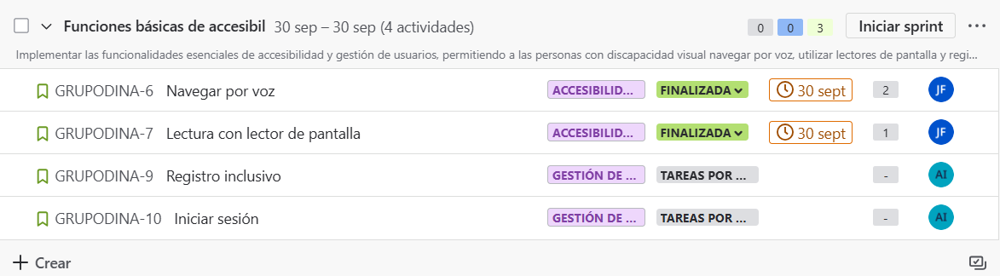 Funciones básicas de accesibil 30 sep – 30 sep (4 actividades) 0 0 3 Iniciar sprint
Implementar las funcionalidades esenciales de accesibilidad y gestión de usuarios, permitiendo a las personas con discapacidad visual navegar por voz, utilizar lectores de pantalla y regi...
GRUPODINA-6 Navegar por voz ACCESIBILID... FINALIZADA 30 sept 2 JF
GRUPODINA-7 Lectura con lector de pantalla ACCESIBILID... FINALIZADA 30 sept 1 JF
GRUPODINA-9 Registro inclusivo GESTIÓN DE ... TAREAS POR ... - AI
GRUPODINA-10 Iniciar sesión GESTIÓN DE ... TAREAS POR ... - AI
Crear